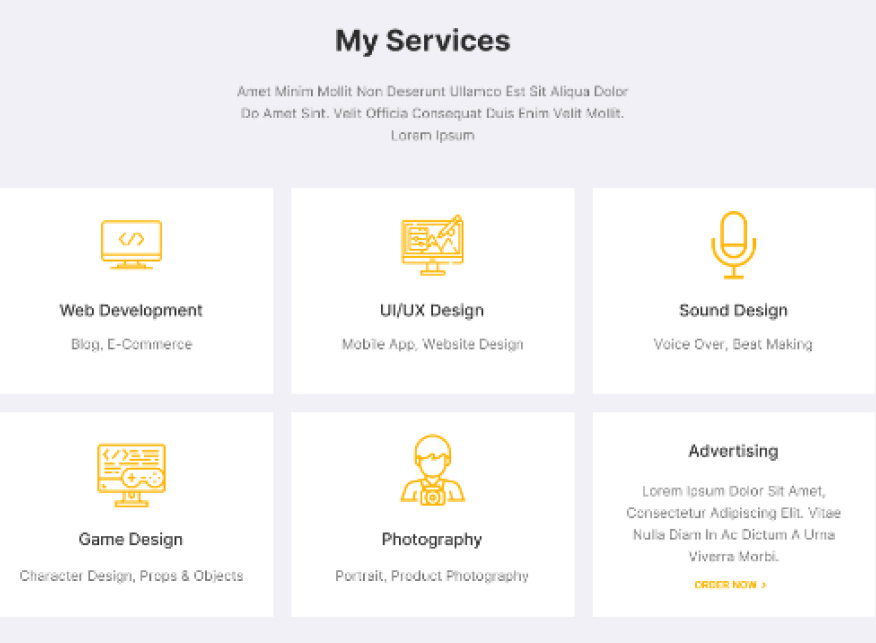 My Services
Amet Minim Mollit Non Deserunt Ullamco Est Sit Aliqua Dolor
Do Amet Sint. Velit Officia Consequat Duis Enim Velit Mollit.
Lorem Ipsum
Web Development
Blog, E-Commerce
UI/UX Design
Mobile App, Website Design
Sound Design
Voice Over, Beat Making
Game Design
Character Design, Props & Objects
Photography
Portrait, Product Photography
Advertising
Lorem Ipsum Dolor Sit Amet,
Consectetur Adipiscing Elit. Vitae
Nulla Diam In Ac Dictum A Urna
Viverra Morbi.
ORDER NOW >